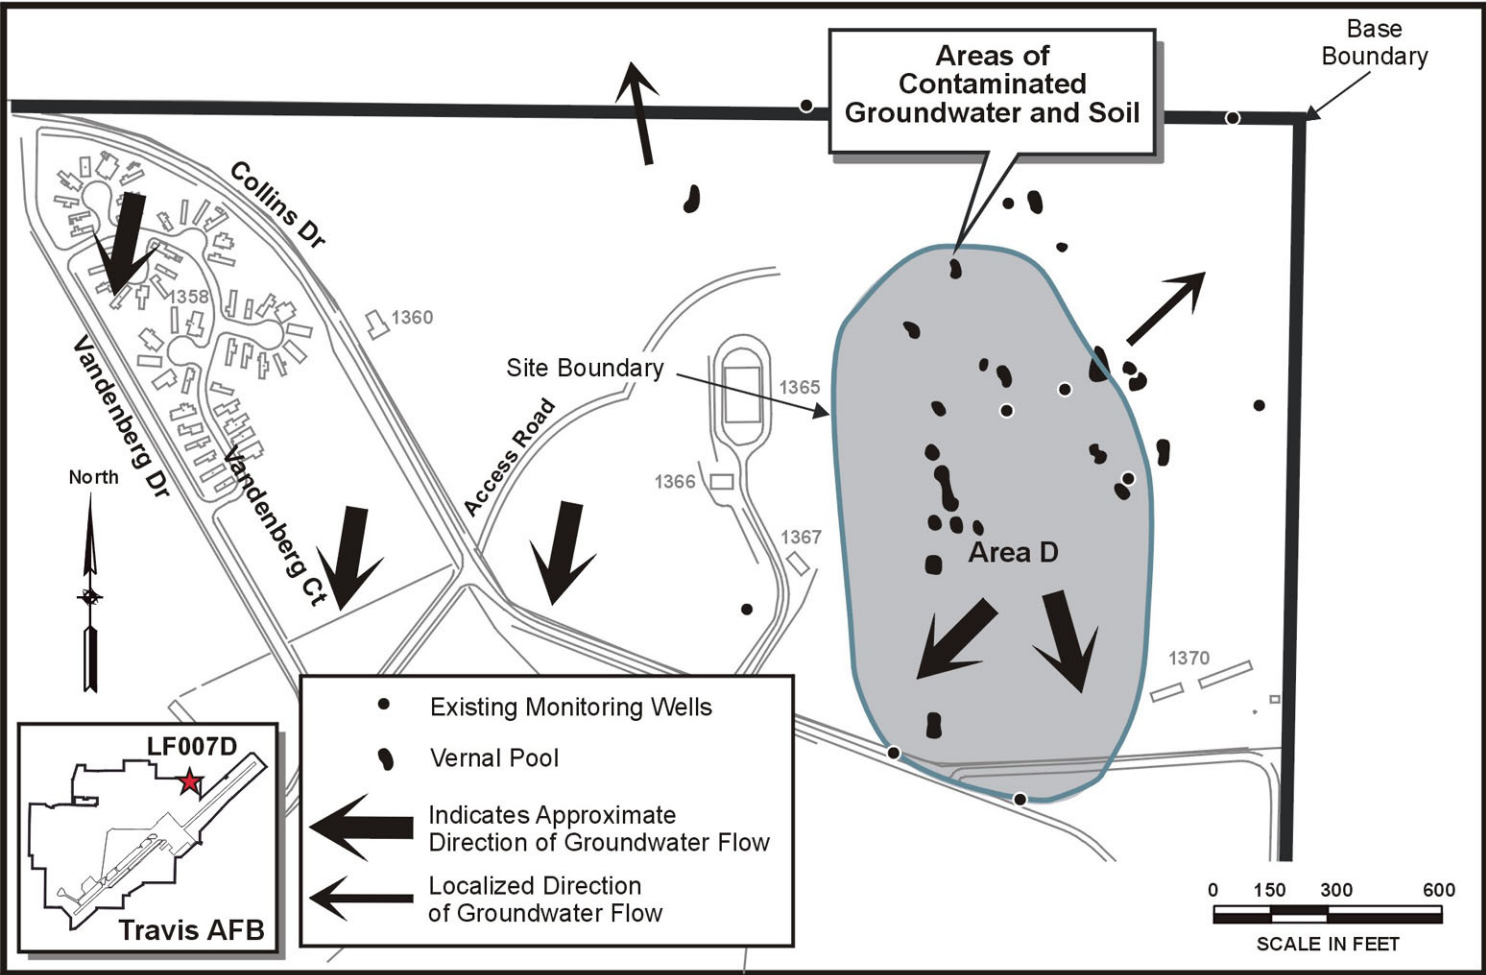 Base
Boundary
Areas of
Contaminated
Groundwater and Soil
Collins Dr
1358
1360
Site Boundary
1365
Vandenberg Dr
Access Road
Vandenberg Ct
North
1366
1367
Area D
1370
Existing Monitoring Wells
Vernal Pool
Indicates Approximate
Direction of Groundwater Flow
Localized Direction
of Groundwater Flow
LF007D
Travis AFB
0 150 300 600
SCALE IN FEET